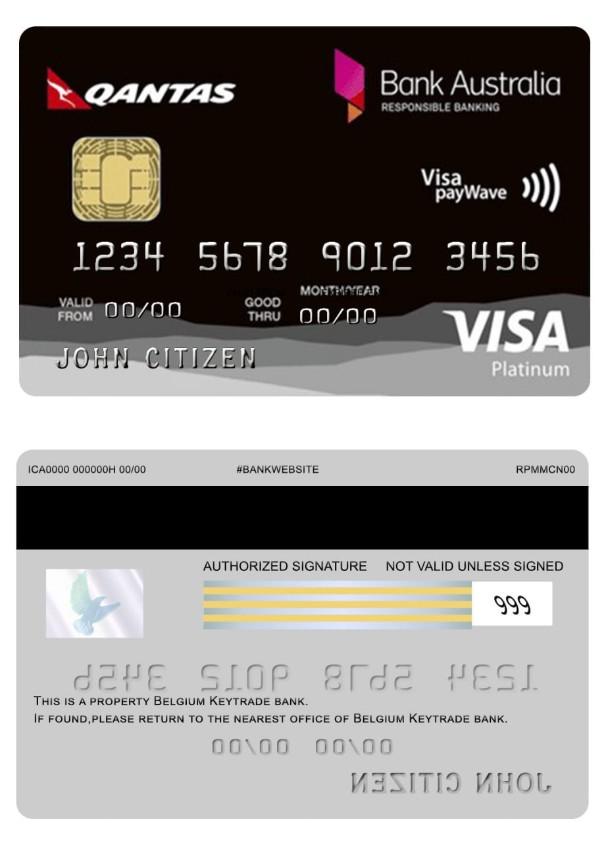 QANTAS
Bank Australia
RESPONSIBLE BANKING
Visa
payWave
1234 5678 9012 3456
MONTH/YEAR
VALID FROM 00/00 GOOD THRU 00/00
VISA
Platinum
JOHN CITIZEN
ICA0000 000000H 00/00 #BANKWEBSITE RPMMCN00
AUTHORIZED SIGNATURE NOT VALID UNLESS SIGNED
999
1234 5678 9012 3456
THIS IS A PROPERTY BELGIUM KEYTRADE BANK.
IF FOUND,PLEASE RETURN TO THE NEAREST OFFICE OF BELGIUM KEYTRADE BANK.
00/00 00/00
JOHN CITIZEN